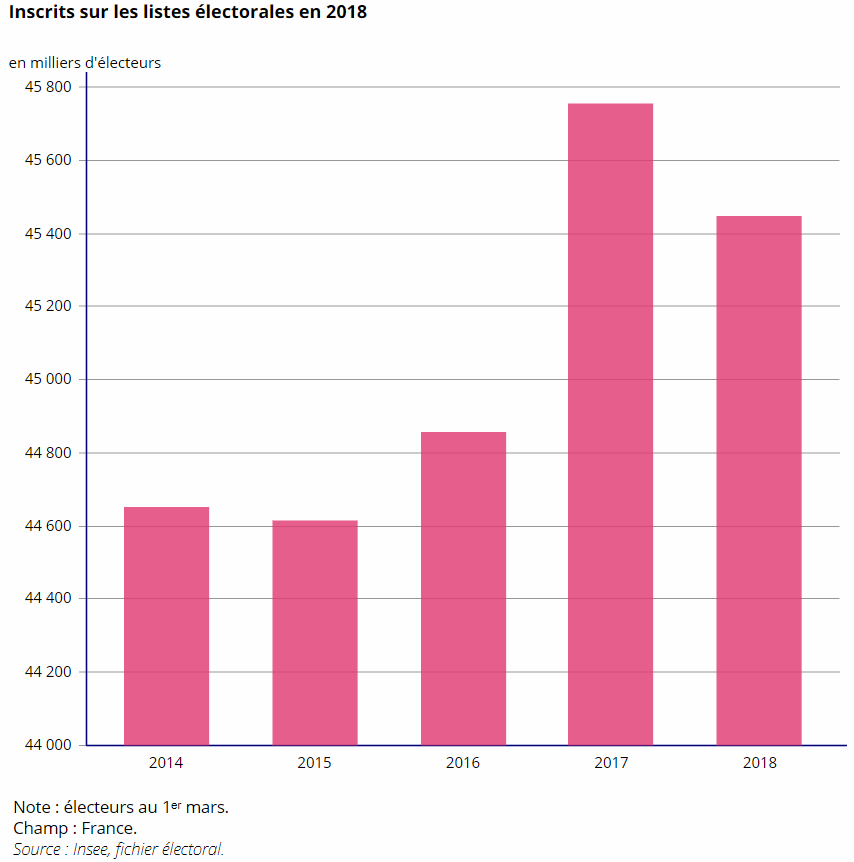 Inscrits sur les listes électorales en 2018
en milliers d'électeurs
45 800
45 600
45 400
45 200
45 000
44 800
44 600
44 400
44 200
44 000
2014 2015 2016 2017 2018
Note : électeurs au 1er mars.
Champ : France.
Source : Insee, fichier électoral.